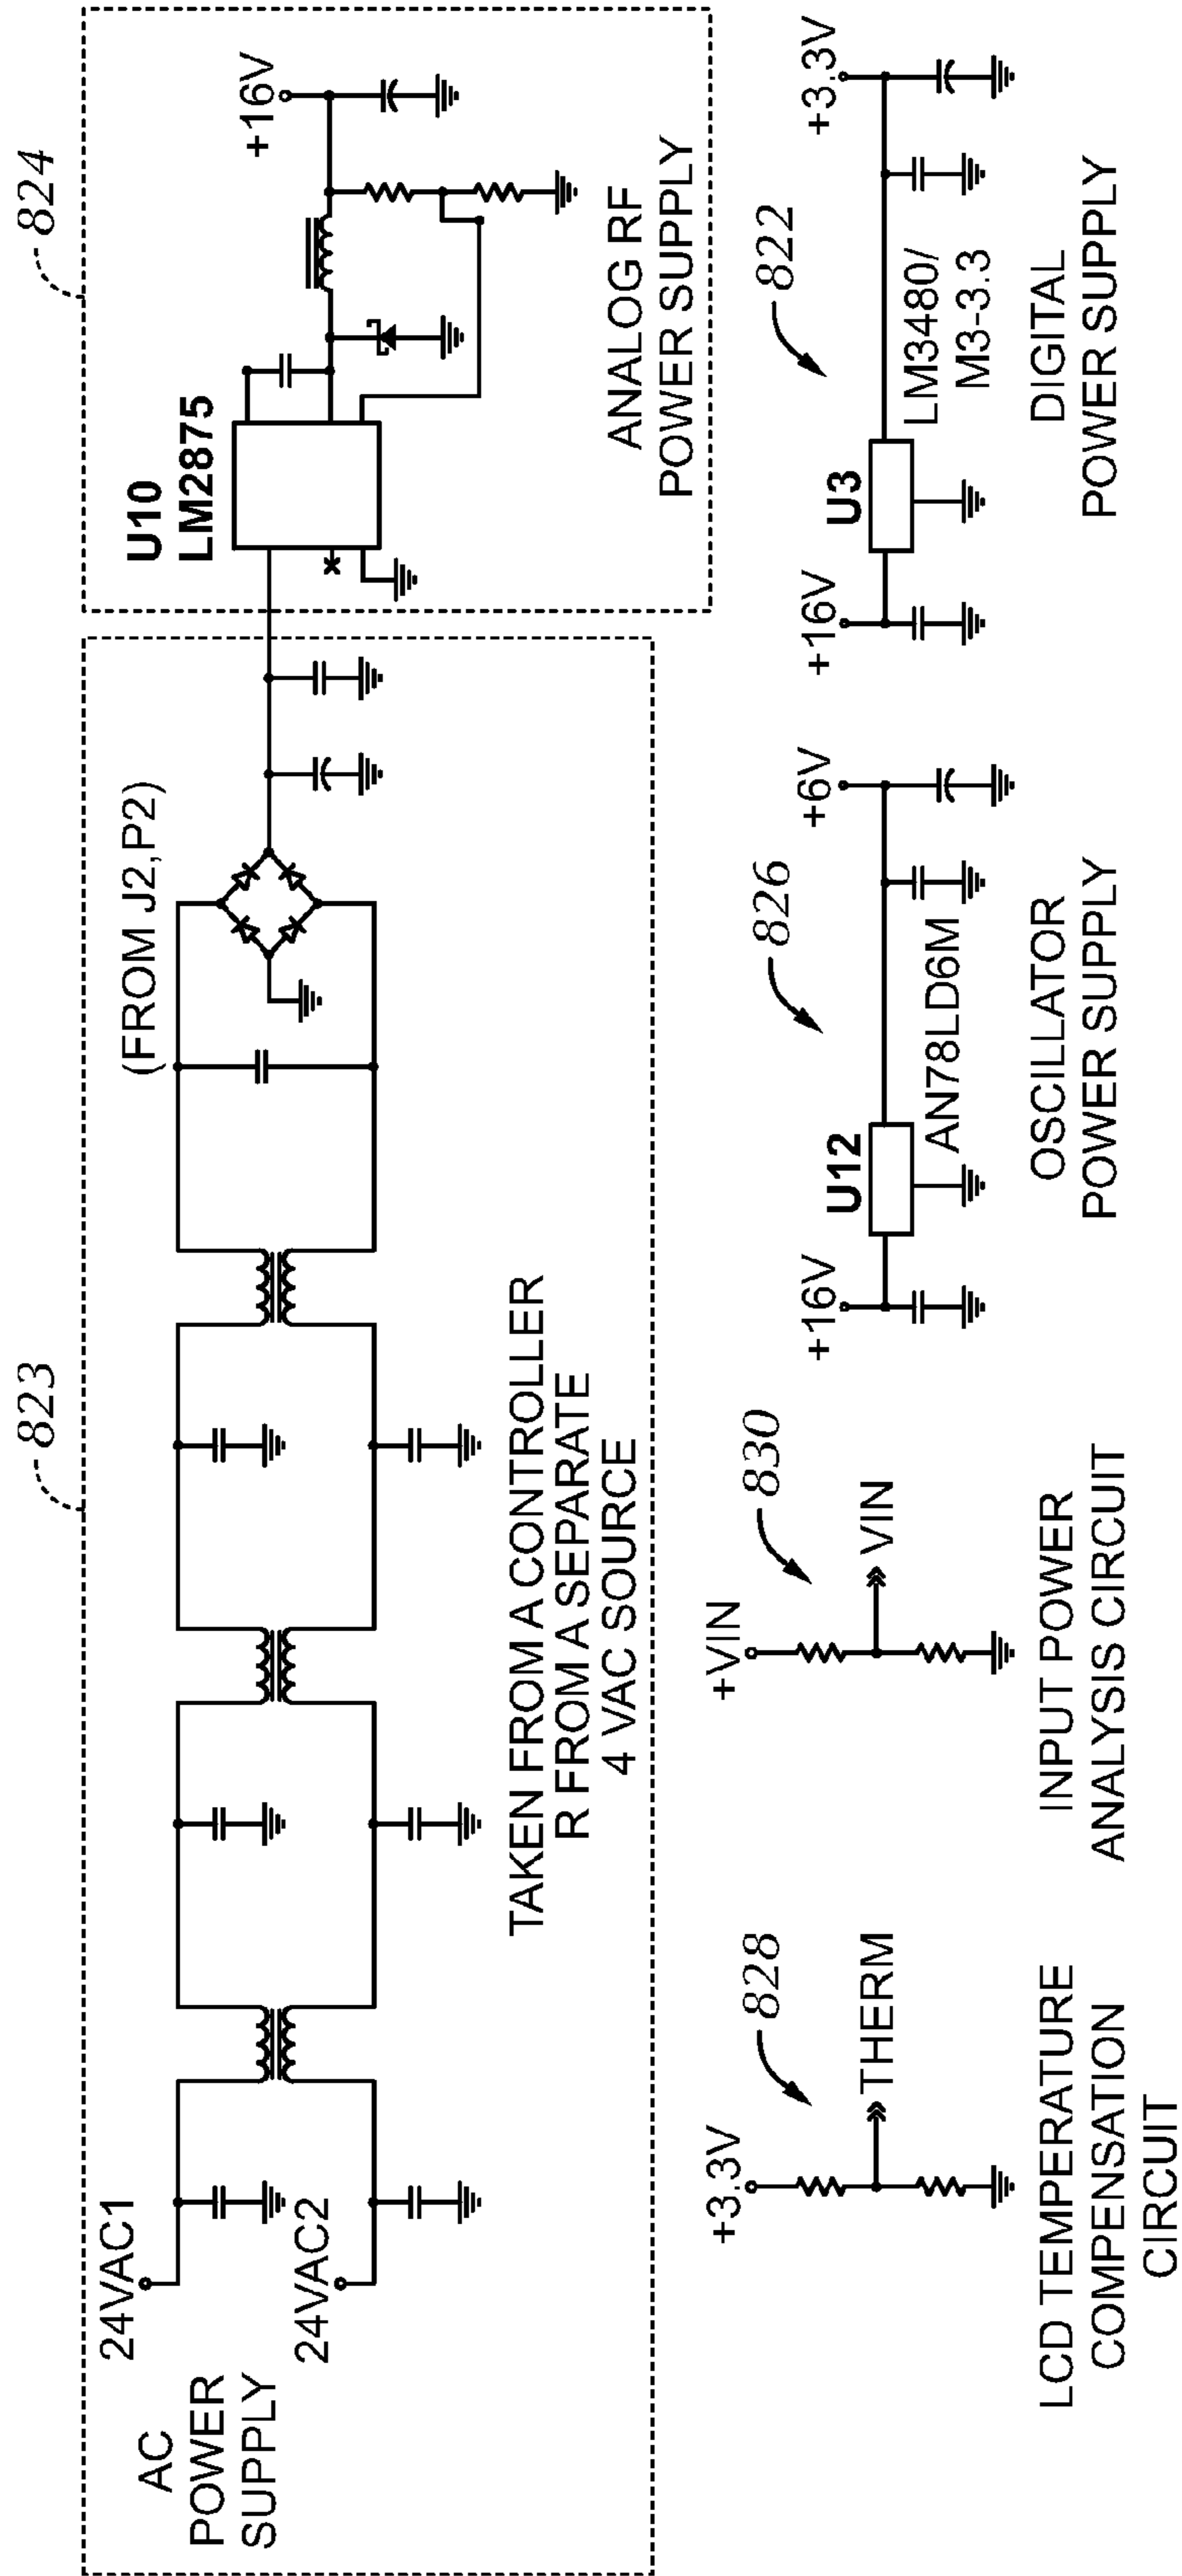 823
824
AC
POWER
SUPPLY
24VAC1
24VAC2
(FROM J2,P2)
TAKEN FROM A CONTROLLER
R FROM A SEPARATE
4 VAC SOURCE
U10
LM2875
+16V
ANALOG RF
POWER SUPPLY
+3.3V
828
THERM
LCD TEMPERATURE
COMPENSATION
CIRCUIT
+VIN
830
VIN
INPUT POWER
ANALYSIS CIRCUIT
+16V
U12
826
+6V
AN78LD6M
OSCILLATOR
POWER SUPPLY
+16V
U3
822
+3.3V
LM3480/
M3-3.3
DIGITAL
POWER SUPPLY